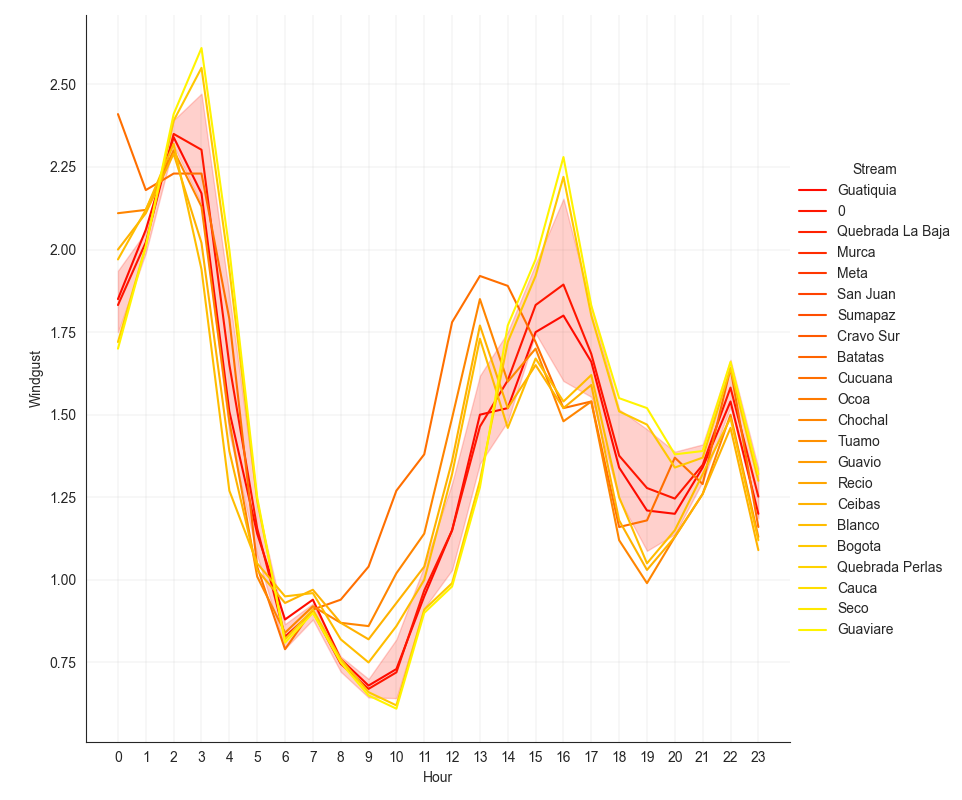 2.50
2.25
2.00
1.75
1.50
1.25
1.00
0.75
Windgust
0 1 2 3 4 5 6 7 8 9 10 11 12 13 14 15 16 17 18 19 20 21 22 23
Hour
Stream
Guatiquia
0
Quebrada La Baja
Murca
Meta
San Juan
Sumapaz
Cravo Sur
Batatas
Cucuana
Ocoa
Chochal
Tuamo
Guavio
Recio
Ceibas
Blanco
Bogota
Quebrada Perlas
Cauca
Seco
Guaviare